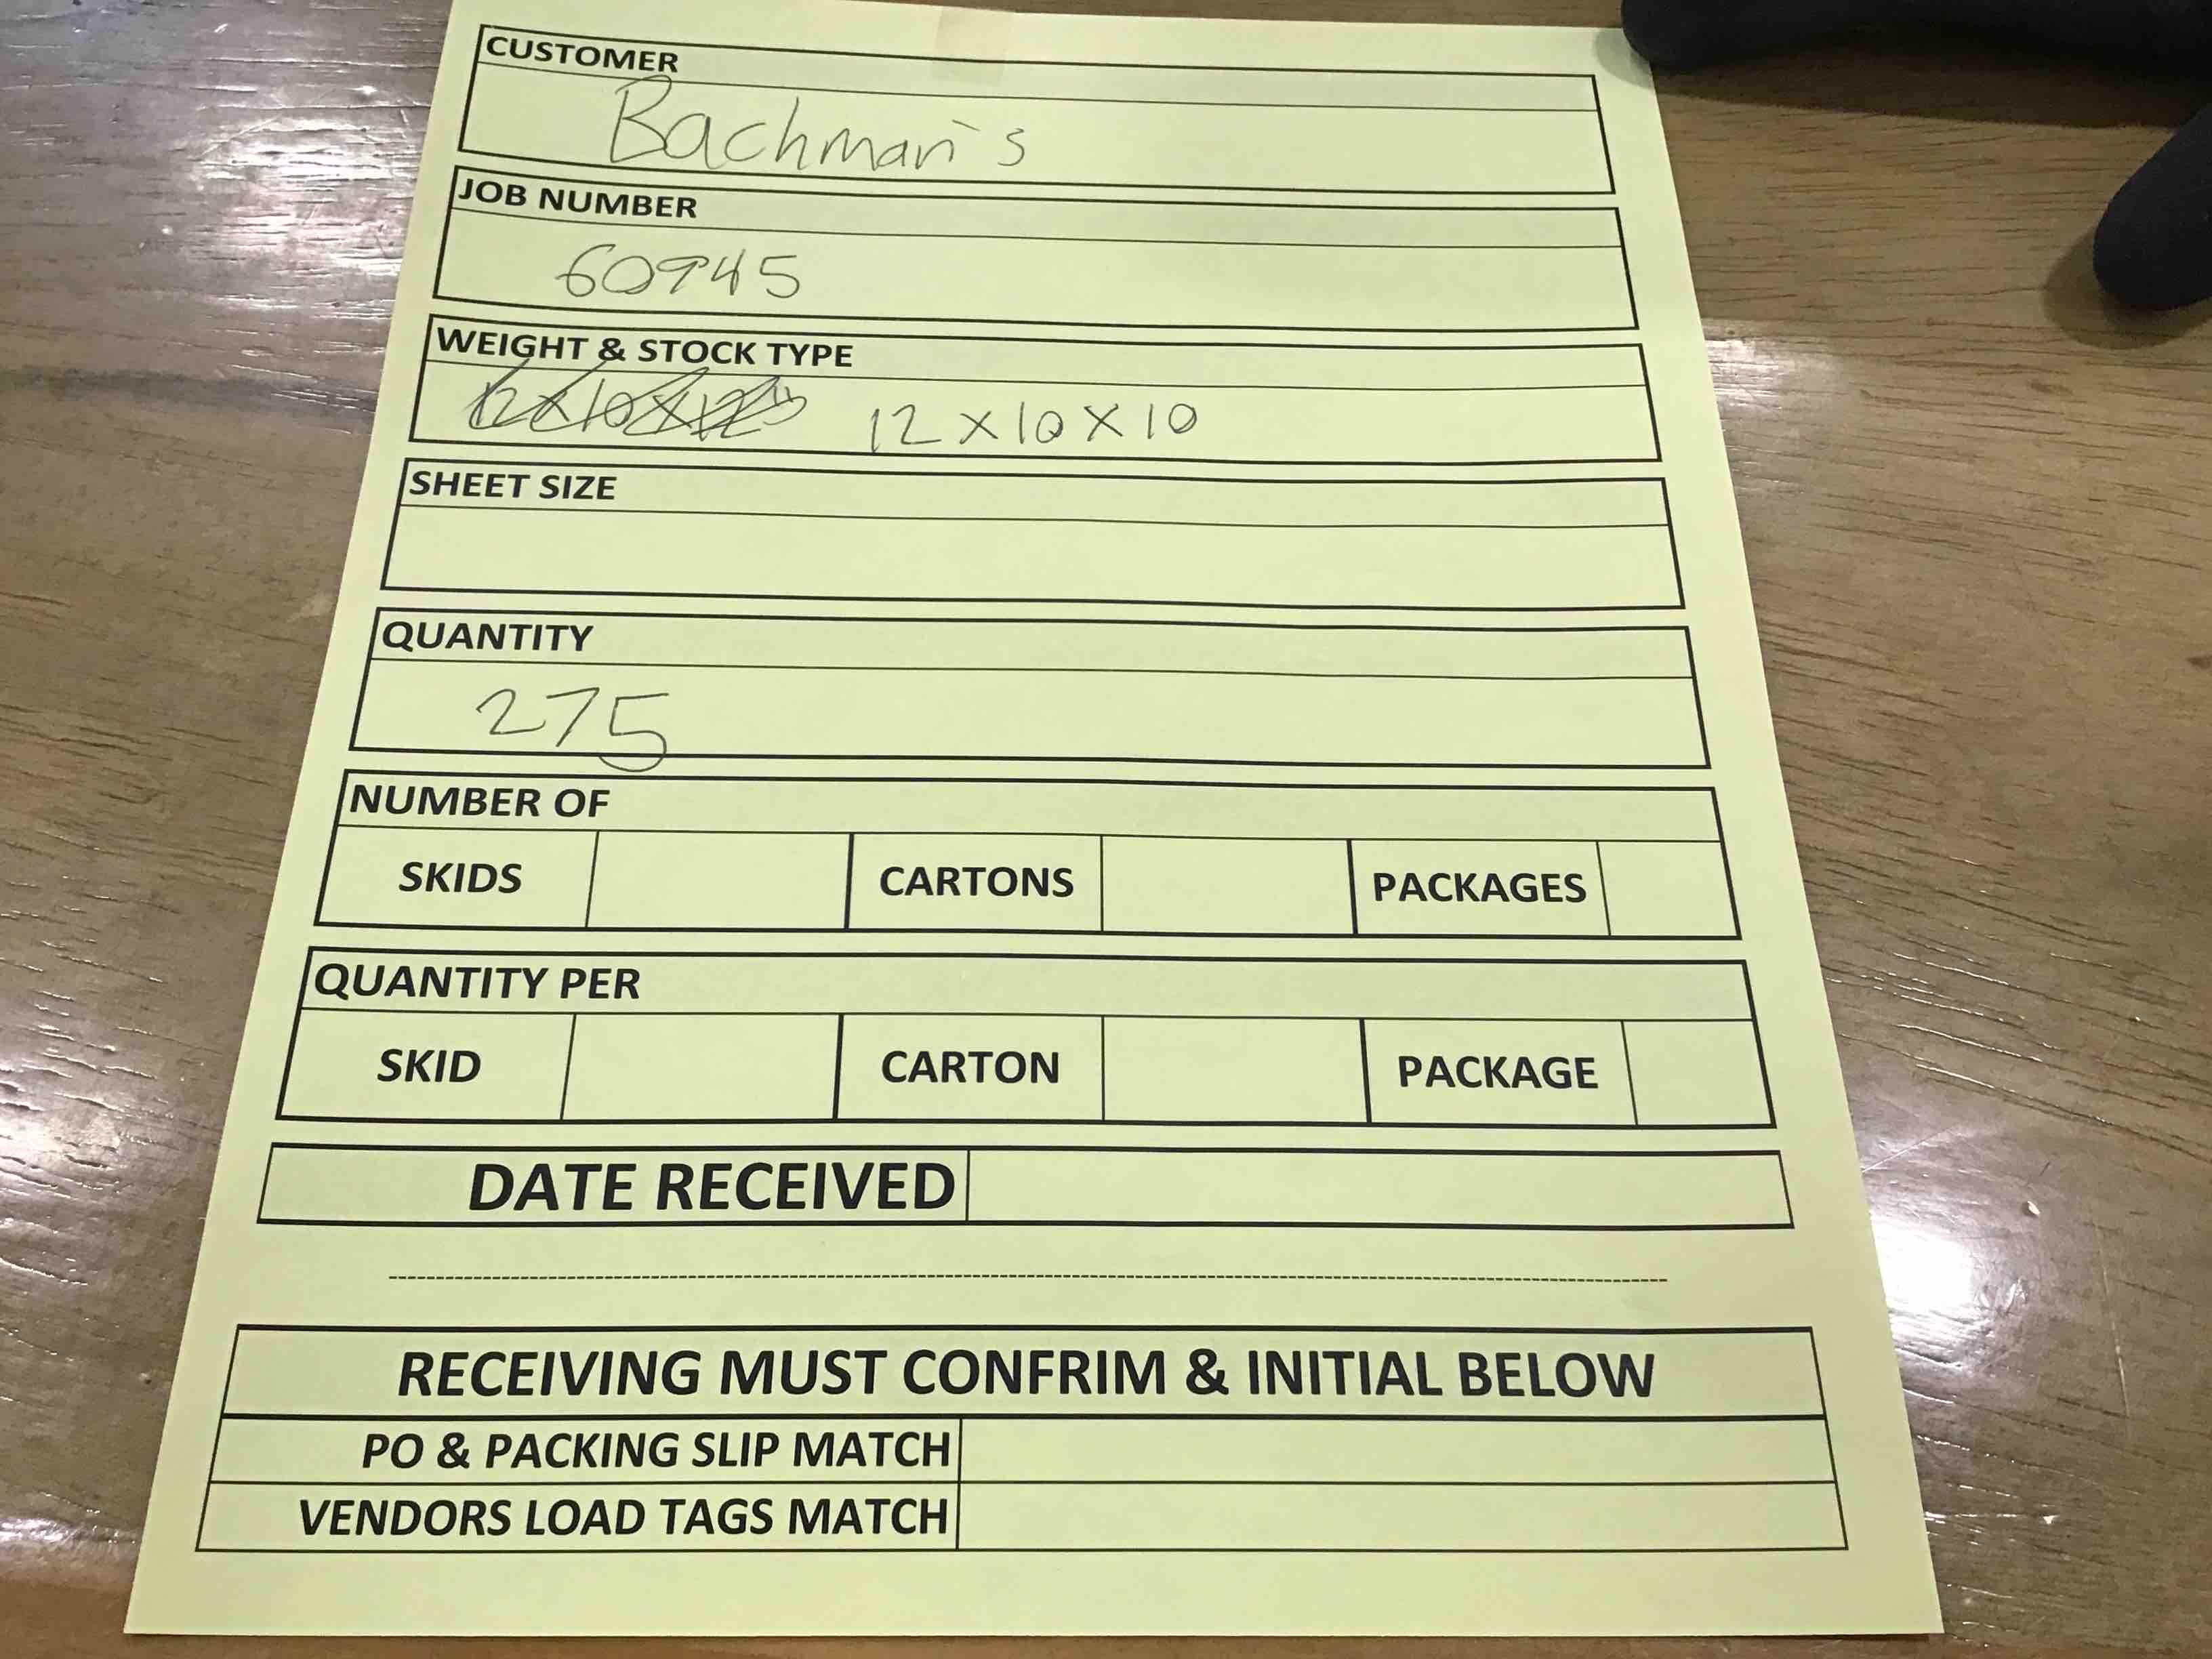 CUSTOMER
Bachman's
JOB NUMBER
60945
WEIGHT & STOCK TYPE
12 x 10 x 10
SHEET SIZE
QUANTITY
275
NUMBER OF
SKIDS CARTONS PACKAGES
QUANTITY PER
SKID CARTON PACKAGE
DATE RECEIVED
RECEIVING MUST CONFRIM & INITIAL BELOW
PO & PACKING SLIP MATCH
VENDORS LOAD TAGS MATCH